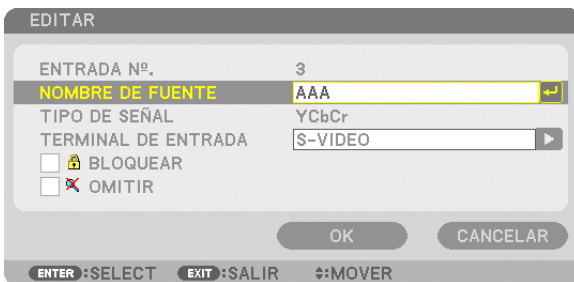 EDITAR
ENTRADA Nº. 3
NOMBRE DE FUENTE AAA
TIPO DE SEÑAL YCbCr
TERMINAL DE ENTRADA S-VIDEO
BLOQUEAR
OMITIR
OK CANCELAR
ENTER :SELECT EXIT :SALIR :MOVER